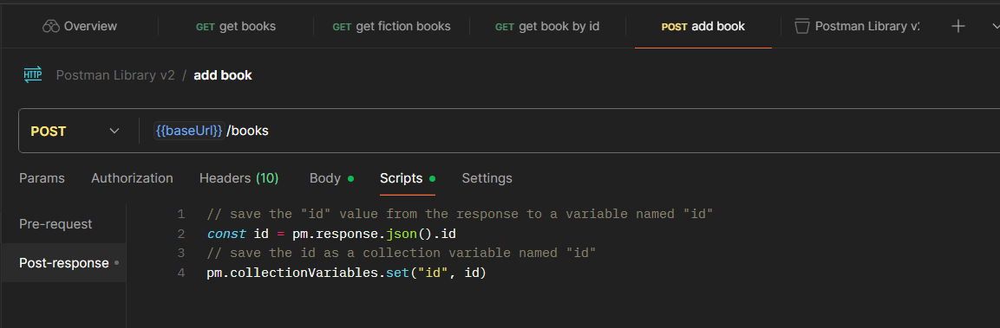 Overview GET get books GET get fiction books GET get book by id POST add book Postman Library v2
HTTP Postman Library v2 / add book
POST {{baseUrl}}/books
Params Authorization Headers (10) Body Scripts Settings
Pre-request
Post-response
1 // save the "id" value from the response to a variable named "id"
2 const id = pm.response.json().id
3 // save the id as a collection variable named "id"
4 pm.collectionVariables.set("id", id)